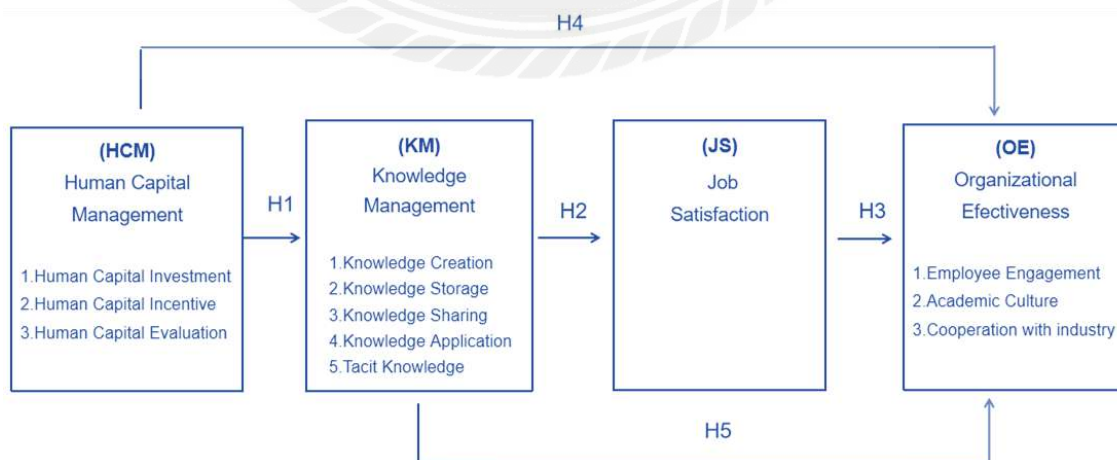 H4
(HCM)
Human Capital
Management
1.Human Capital Investment
2.Human Capital Incentive
3.Human Capital Evaluation
H1
(KM)
Knowledge
Management
1.Knowledge Creation
2.Knowledge Storage
3.Knowledge Sharing
4.Knowledge Application
5.Tacit Knowledge
H2
(JS)
Job
Satisfaction
H3
(OE)
Organizational
Efectiveness
1.Employee Engagement
2.Academic Culture
3.Cooperation with industry
H5